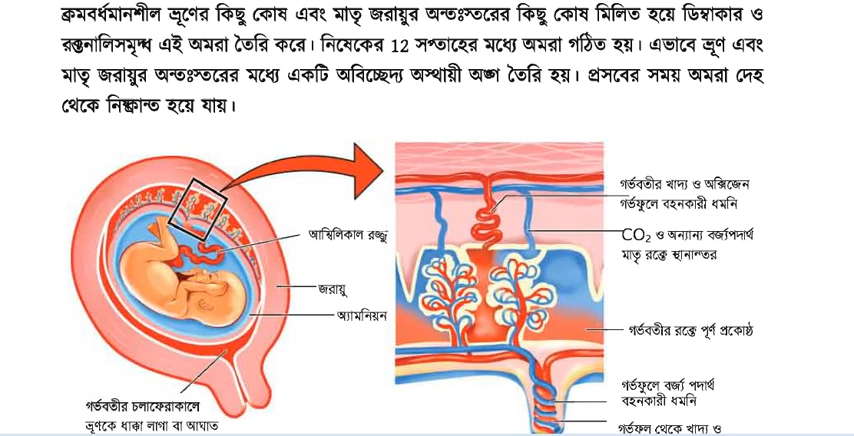 ক্রমবর্ধমানশীল ভ্রূণের কিছু কোষ এবং মাতৃ জরায়ুর অন্তঃস্তরের কিছু কোষ মিলিত হয়ে ডিম্বাকার ও
রক্তনালিসমৃদ্ধ এই অমরা তৈরি করে। নিষেকের 12 সপ্তাহের মধ্যে অমরা গঠিত হয়। এভাবে ভ্রূণ এবং
মাতৃ জরায়ুর অন্তঃস্তরের মধ্যে একটি অবিচ্ছেদ্য অস্থায়ী অঙ্গ তৈরি হয়। প্রসবের সময় অমরা দেহ
থেকে নিষ্ক্রান্ত হয়ে যায়।
গর্ভবতীর খাদ্য ও অক্সিজেন
গর্ভফুলে বহনকারী ধমনি
আম্বিলিকাল রজ্জু
CO₂ ও অন্যান্য বর্জ্যপদার্থ
মাতৃ রক্তে স্থানান্তর
জরায়ু
অ্যামনিয়ন
গর্ভবতীর রক্তে পূর্ণ প্রকোষ্ঠ
গর্ভফুলে বর্জ্য পদার্থ
বহনকারী ধমনি
গর্ভবতীর চলাফেরাকালে
ভ্রূণকে ধাক্কা লাগা বা আঘাত
গর্ভফুল থেকে খাদ্য ও